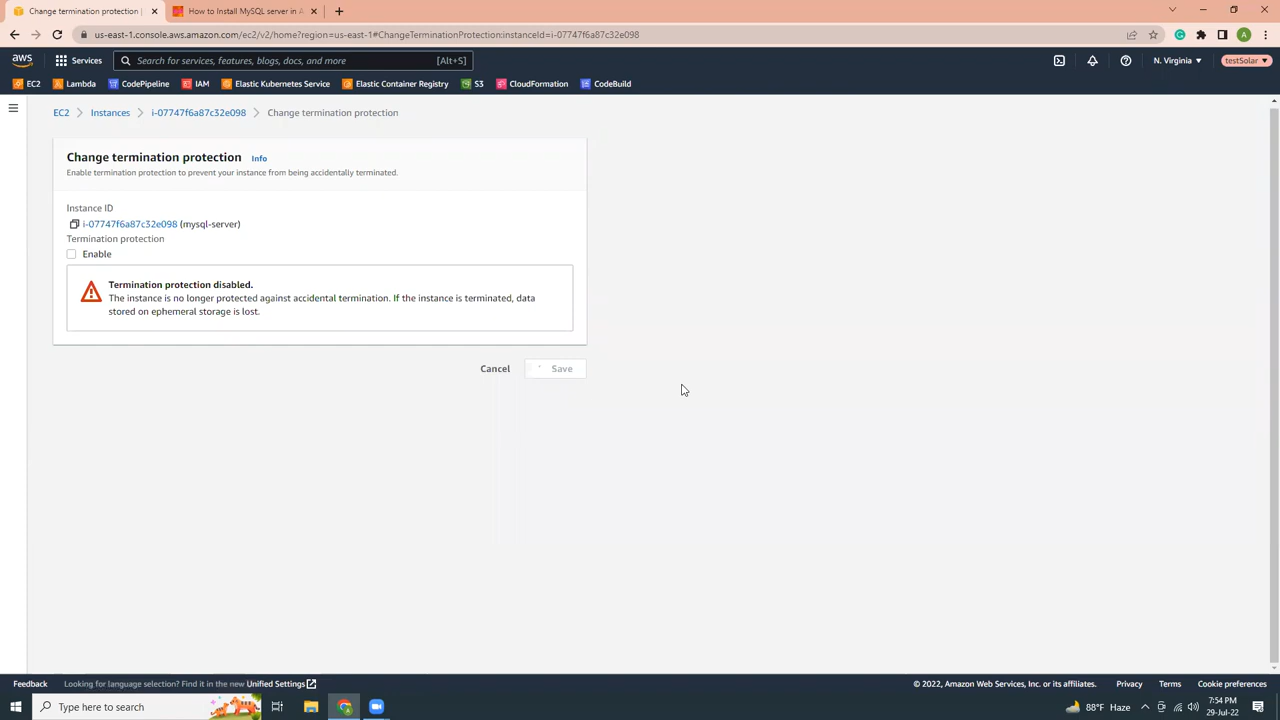 Change termination protection |
How to Install MySQL server in A
us-east-1.console.aws.amazon.com/ec2/v2/home?region=us-east-1#ChangeTerminationProtection:instanceId=i-07747f6a87c32e098
A
aws
Services
Search for services, features, blogs, docs, and more
[Alt+S]
N. Virginia
testSolar
EC2
Lambda
CodePipeline
IAM
Elastic Kubernetes Service
Elastic Container Registry
S3
CloudFormation
CodeBuild
EC2
Instances
i-07747f6a87c32e098
Change termination protection
Change termination protection
Info
Enable termination protection to prevent your instance from being accidentally terminated.
Instance ID
i-07747f6a87c32e098 (mysql-server)
Termination protection
Enable
Termination protection disabled.
The instance is no longer protected against accidental termination. If the instance is terminated, data
stored on ephemeral storage is lost.
Cancel
Save
Feedback
Looking for language selection? Find it in the new Unified Settings
© 2022, Amazon Web Services, Inc. or its affiliates.
Privacy
Terms
Cookie preferences
Type here to search
88°F Haze
7:54 PM
29-Jul-22